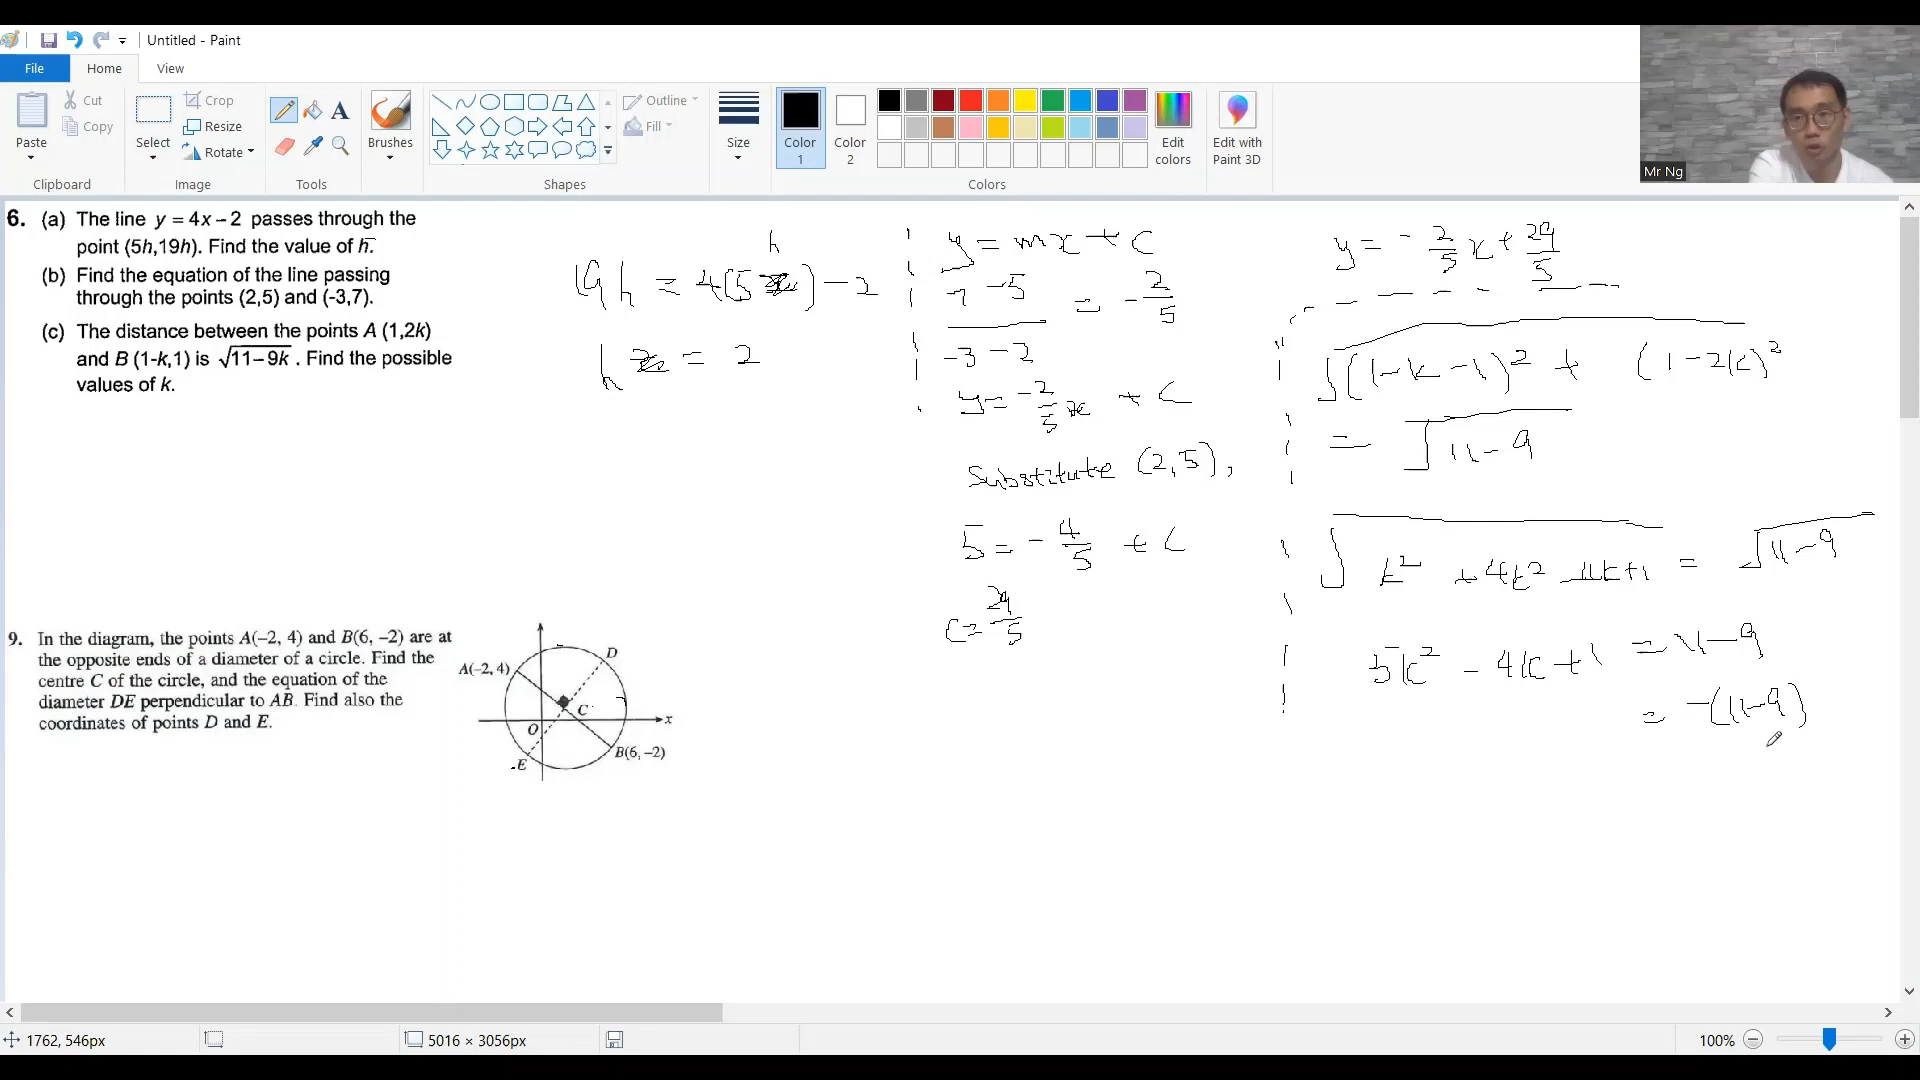 Untitled - Paint
File
Home
View
Paste
Cut
Copy
Clipboard
Select
Crop
Resize
Rotate
Image
Tools
Brushes
Shapes
Outline
Fill
Size
Color 1
Color 2
Colors
Edit colors
Edit with Paint 3D
Mr Ng
6. (a) The line y = 4x – 2 passes through the
point (5h,19h). Find the value of h.
(b) Find the equation of the line passing
through the points (2,5) and (-3,7).
(c) The distance between the points A (1,2k)
and B (1-k,1) is √11–9k . Find the possible
values of k.
19h = 4(5h) – 2
h = 2
y = mx + c
7 – 5
-3 – 2
= – 2/5
y = -2/5 x + c
Substitute (2,5),
5 = – 4/5 + c
c = 29/5
y = – 2/5 x + 29/5
√(1–k–1)² + (1–2k)²
= √11–9
√k² + 4k² – 4k+1 = √11–9
5k² – 4k + 1 = 11–9
= –(11–9)
9. In the diagram, the points A(–2, 4) and B(6, –2) are at
the opposite ends of a diameter of a circle. Find the
centre C of the circle, and the equation of the
diameter DE perpendicular to AB. Find also the
coordinates of points D and E.
A(–2, 4)
D
C
O
x
E
B(6, –2)
1762, 546px
5016 × 3056px
100%